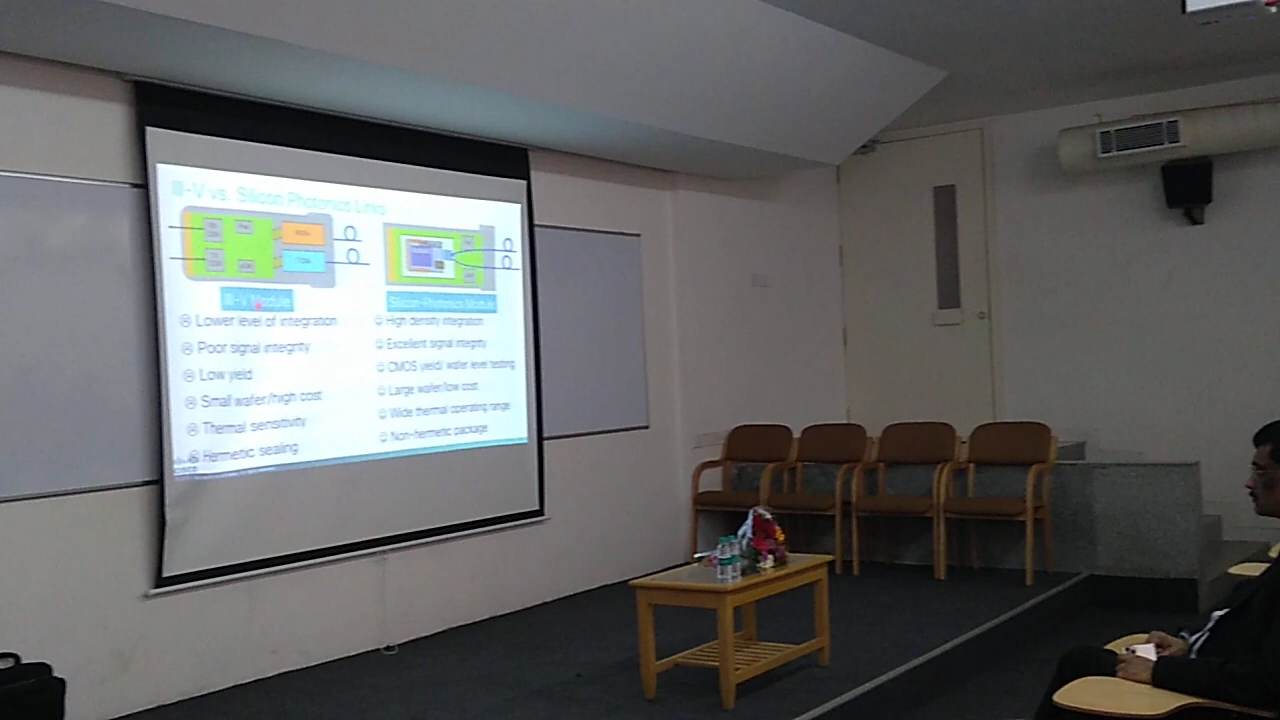 III-V vs. Silicon Photonics Links
III-V Module
Silicon-Photonics Module
Lower level of integration
Poor signal integrity
Low yield
Small wafer/high cost
Thermal sensitivity
Hermetic sealing
High density integration
Excellent signal integrity
CMOS yield/ wafer level testing
Large wafer/low cost
Wide thermal operating range
Non-hermetic package